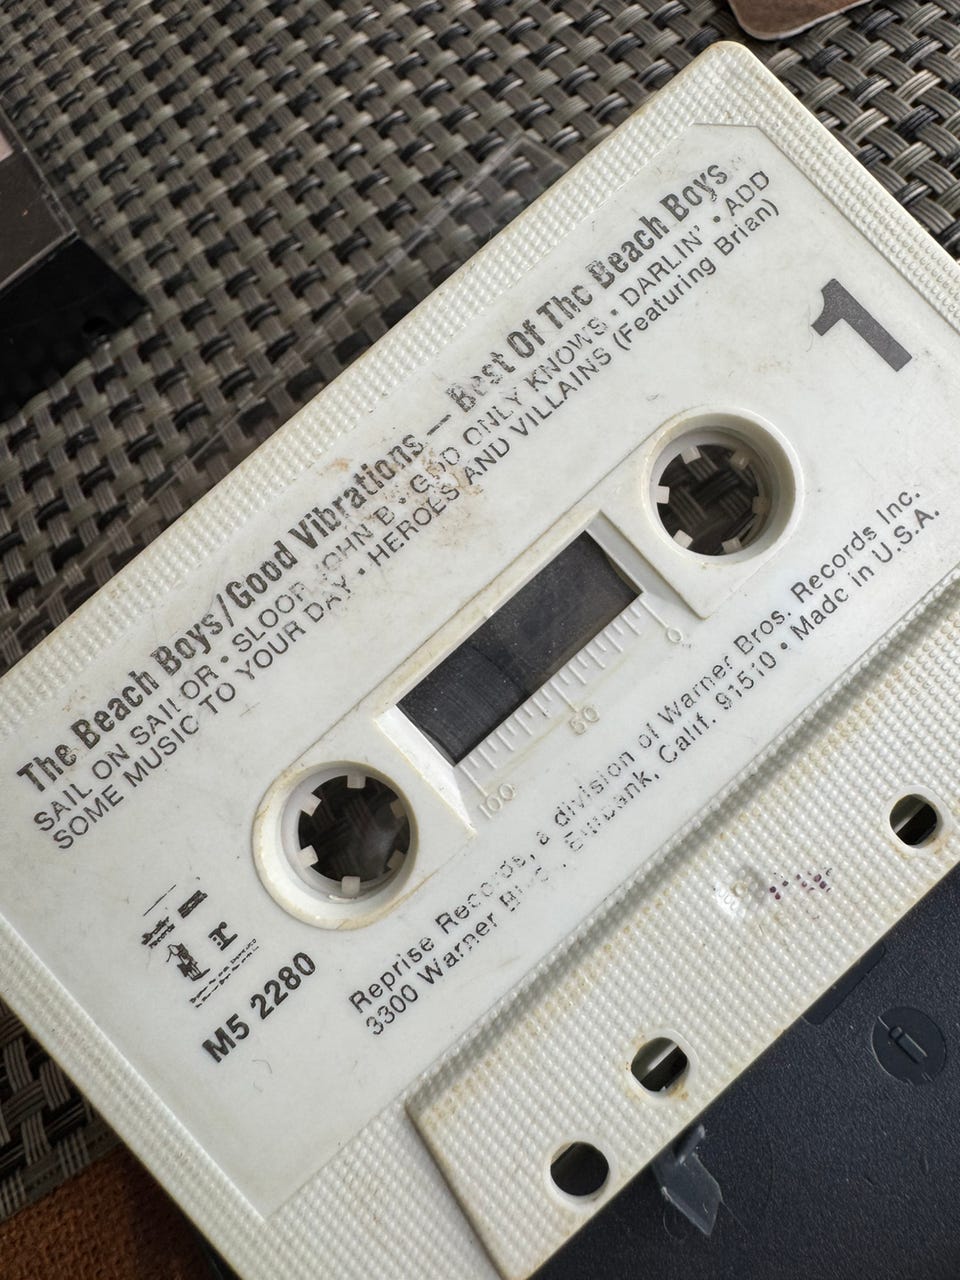 The Beach Boys/Good Vibrations — Best Of The Beach Boys
SAIL ON SAILOR • SLOOP JOHN B • GOD ONLY KNOWS • DARLIN' • ADD
SOME MUSIC TO YOUR DAY • HEROES AND VILLAINS (Featuring Brian)
1
0
50
100
Reprise Records, a division of Warner Bros. Records Inc.
3300 Warner Blvd., Burbank, Calif. 91510 • Made in U.S.A.
r
M5 2280